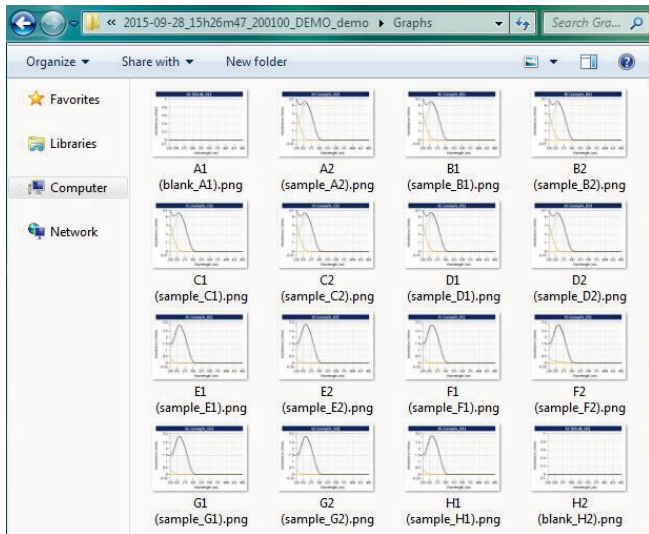 « 2015-09-28_15h26m47_200100_DEMO_demo ▸ Graphs
Search Gra...
Organize ▼ Share with ▼ New folder
Favorites
Libraries
Computer
Network
A1 A2 B1 B2
(blank_A1).png (sample_A2).png (sample_B1).png (sample_B2).png
C1 C2 D1 D2
(sample_C1).png (sample_C2).png (sample_D1).png (sample_D2).png
E1 E2 F1 F2
(sample_E1).png (sample_E2).png (sample_F1).png (sample_F2).png
G1 G2 H1 H2
(sample_G1).png (sample_G2).png (sample_H1).png (blank_H2).png